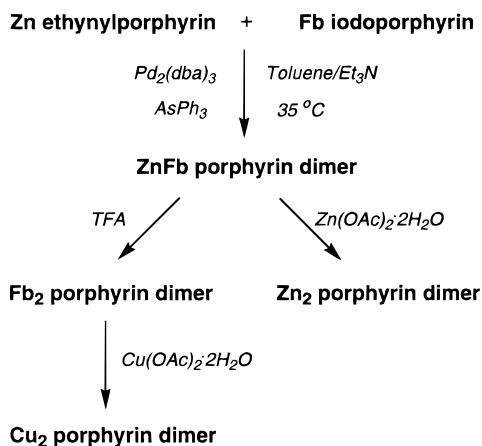 Zn ethynylporphyrin + Fb iodoporphyrin
Pd2(dba)3 Toluene/Et3N
AsPh3 35 °C
ZnFb porphyrin dimer
TFA Zn(OAc)2·2H2O
Fb2 porphyrin dimer Zn2 porphyrin dimer
Cu(OAc)2·2H2O
Cu2 porphyrin dimer